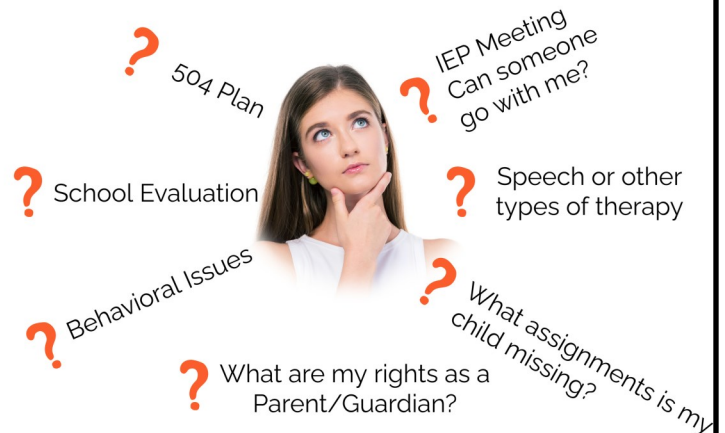 ?
504 Plan
?
IEP Meeting
Can someone
go with me?
?
School Evaluation
?
Speech or other
types of therapy
?
Behavioral Issues
?
What assignments is my
child missing?
?
What are my rights as a
Parent/Guardian?